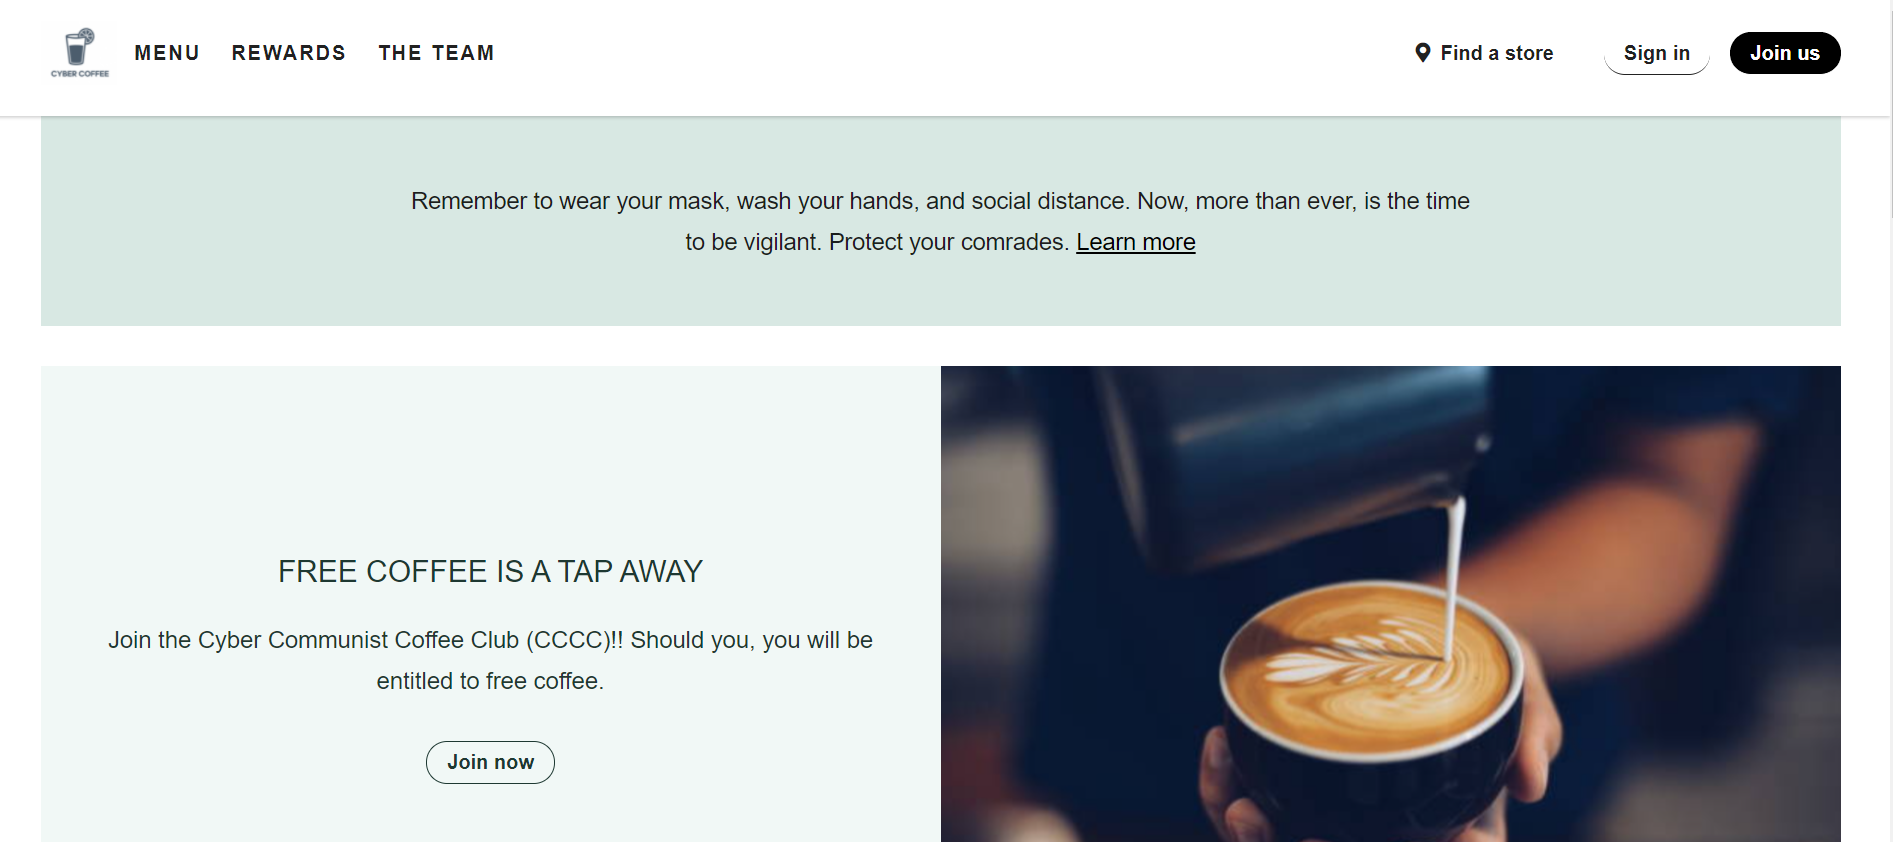 CYBER COFFEE
MENU REWARDS THE TEAM Find a store Sign in Join us
Remember to wear your mask, wash your hands, and social distance. Now, more than ever, is the time
to be vigilant. Protect your comrades. Learn more
FREE COFFEE IS A TAP AWAY
Join the Cyber Communist Coffee Club (CCCC)!! Should you, you will be
entitled to free coffee.
Join now